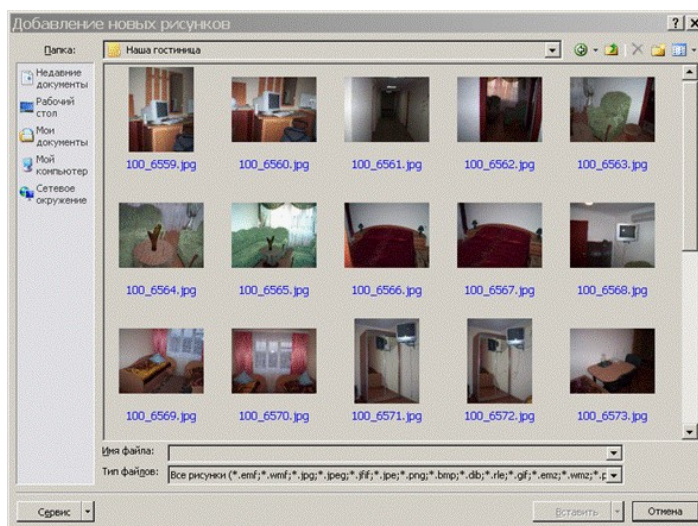 Добавление новых рисунков
Папка:
Наша гостиница
Недавние
документы
Рабочий
стол
Мои
документы
Мой
компьютер
Сетевое
окружение
100_6559.jpg 100_6560.jpg 100_6561.jpg 100_6562.jpg 100_6563.jpg
100_6564.jpg 100_6565.jpg 100_6566.jpg 100_6567.jpg 100_6568.jpg
100_6569.jpg 100_6570.jpg 100_6571.jpg 100_6572.jpg 100_6573.jpg
Имя файла:
Тип файлов: Все рисунки (*.emf;*.wmf;*.jpg;*.jpeg;*.jfif;*.jpe;*.png;*.bmp;*.dib;*.rle;*.gif;*.emz;*.wmz;*.p
Сервис Вставить Отмена